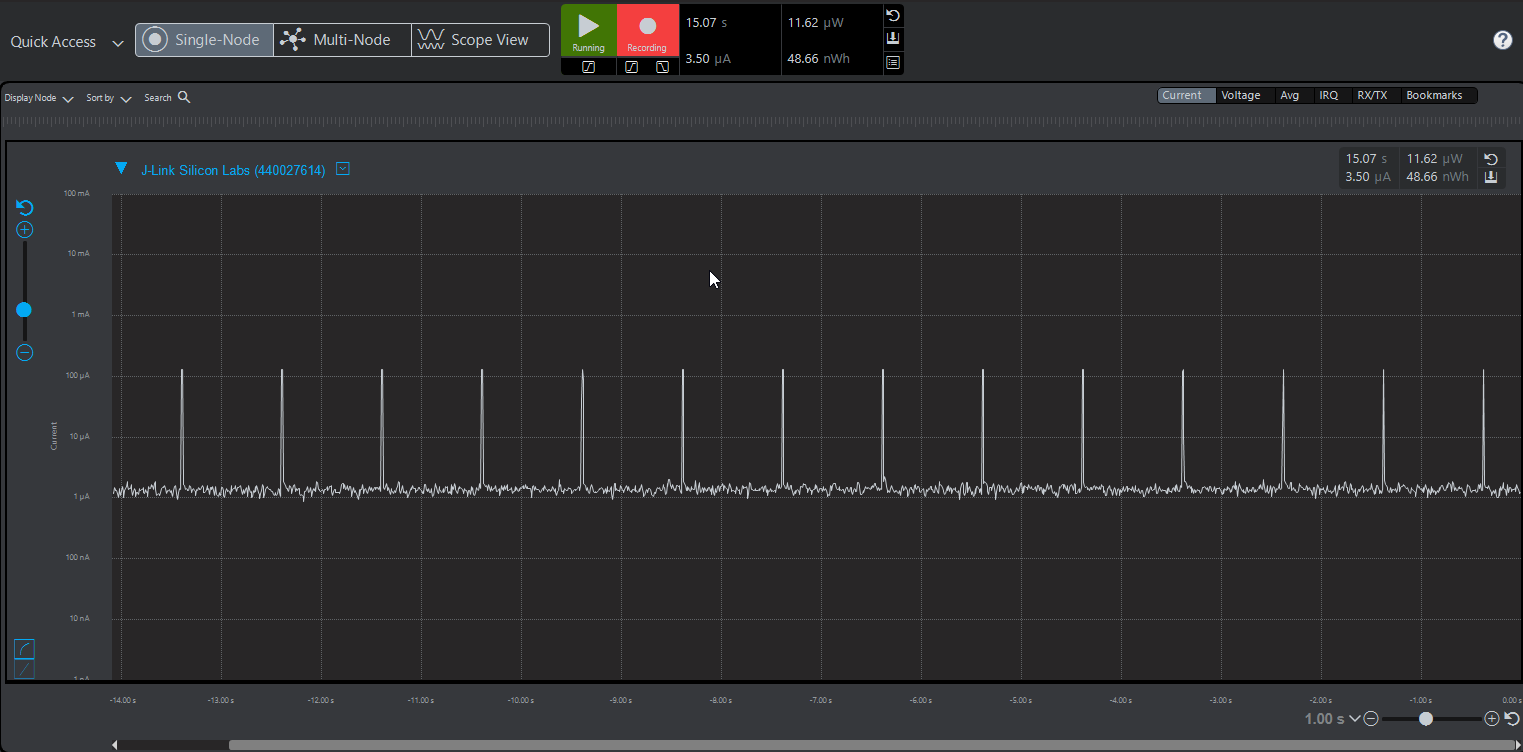 Quick Access
Single-Node
Multi-Node
Scope View
Running
Recording
15.07 s
3.50 µA
11.62 µW
48.66 nWh
?
Display Node
Sort by
Search
Current
Voltage
Avg
IRQ
RX/TX
Bookmarks
J-Link Silicon Labs (440027614)
15.07 s
11.62 µW
3.50 µA
48.66 nWh
100 mA
10 mA
1 mA
100 µA
10 µA
1 µA
100 nA
10 nA
1 nA
Current
-14.00 s
-13.00 s
-12.00 s
-11.00 s
-10.00 s
-9.00 s
-8.00 s
-7.00 s
-6.00 s
-5.00 s
-4.00 s
-3.00 s
-2.00 s
-1.00 s
0.00 s
1.00 s